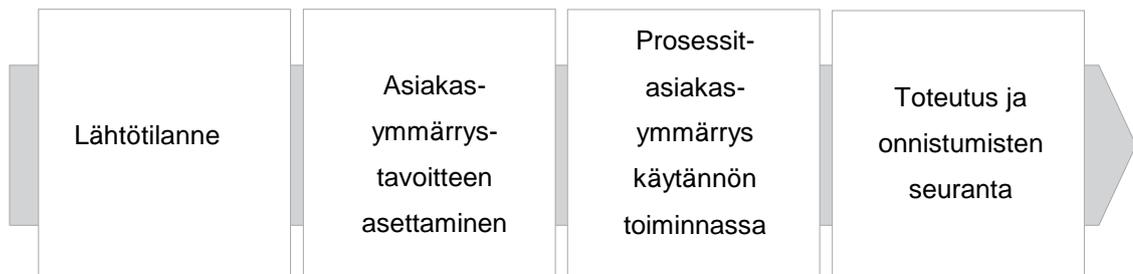 Lähtötilanne
Asiakas-
ymmärrys-
tavoitteen
asettaminen
Prosessit-
asiakas-
ymmärrys
käytännön
toiminnassa
Toteutus ja
onnistumisten
seuranta